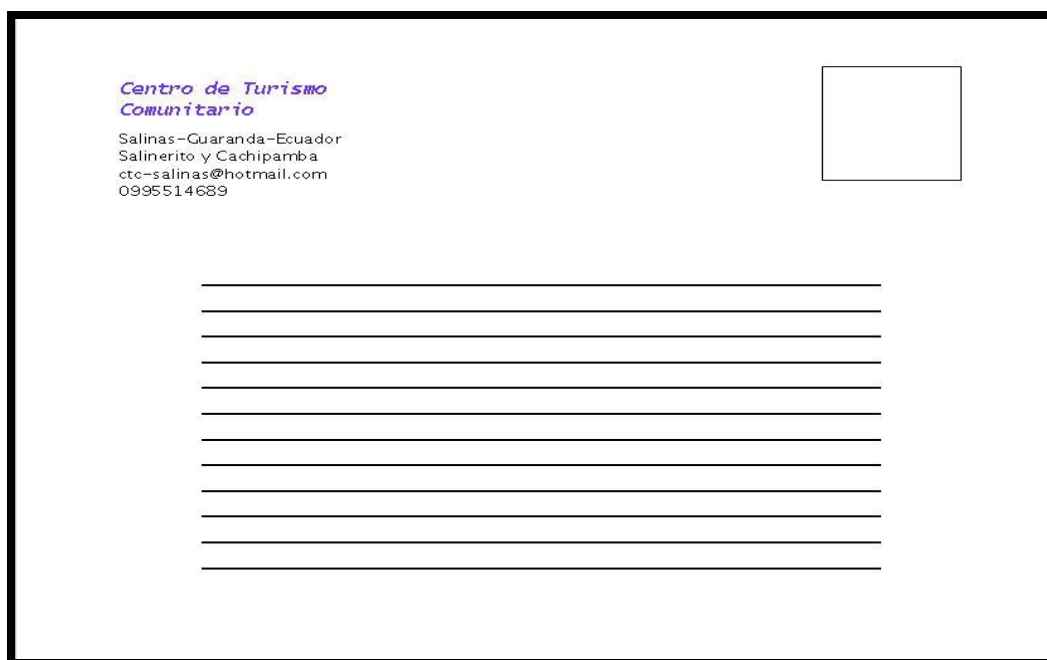 Centro de Turismo
Comunitario
Salinas-Guaranda-Ecuador
Salinerito y Cachipamba
ctc-salinas@hotmail.com
0995514689